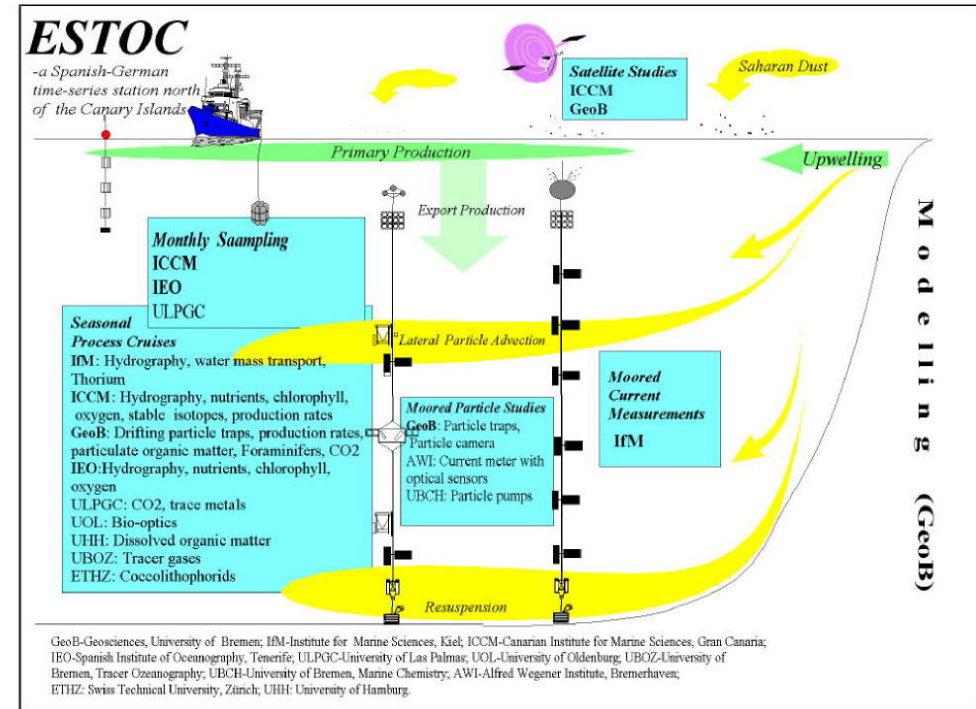 ESTOC
-a Spanish-German
time-series station north
of the Canary Islands
Satellite Studies
ICCM
GeoB
Saharan Dust
Primary Production
Upwelling
Export Production
Monthly Saampling
ICCM
IEO
ULPGC
Seasonal
Process Cruises
IfM: Hydrography, water mass transport,
Thorium
ICCM: Hydrography, nutrients, chlorophyll,
oxygen, stable isotopes, production rates
GeoB: Drifting particle traps, production rates,
particulate organic matter, Foraminifers, CO2
IEO:Hydrography, nutrients, chlorophyll,
oxygen
ULPGC: CO2, trace metals
UOL: Bio-optics
UHH: Dissolved organic matter
UBOZ: Tracer gases
ETHZ: Coccolithophorids
Lateral Particle Advection
Moored Particle Studies
GeoB: Particle traps,
Particle camera
AWI: Current meter with
optical sensors
UBCH: Particle pumps
Moored
Current
Measurements
IfM
Resuspension
Modelling (GeoB)
GeoB-Geosciences, University of Bremen; IfM-Institute for Marine Sciences, Kiel; ICCM-Canarian Institute for Marine Sciences, Gran Canaria;
IEO-Spanish Institute of Oceanography, Tenerife; ULPGC-University of Las Palmas; UOL-University of Oldenburg; UBOZ-University of
Bremen, Tracer Ozeanography; UBCH-University of Bremen, Marine Chemistry; AWI-Alfred Wegener Institute, Bremerhaven;
ETHZ: Swiss Technical University, Zürich; UHH: University of Hamburg.